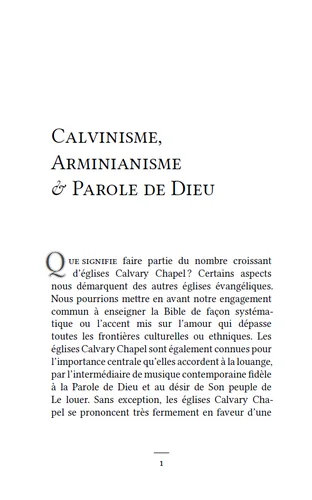 Calvinisme,
Arminianisme
& Parole de Dieu
Que signifie faire partie du nombre croissant
d'églises Calvary Chapel ? Certains aspects
nous démarquent des autres églises évangéliques.
Nous pourrions mettre en avant notre engagement
commun à enseigner la Bible de façon systéma-
tique ou l'accent mis sur l'amour qui dépasse
toutes les frontières culturelles ou ethniques. Les
églises Calvary Chapel sont également connues pour
l'importance centrale qu'elles accordent à la louange,
par l'intermédiaire de musique contemporaine fidèle
à la Parole de Dieu et au désir de Son peuple de
Le louer. Sans exception, les églises Calvary Cha-
pel se prononcent très fermement en faveur d'une
1